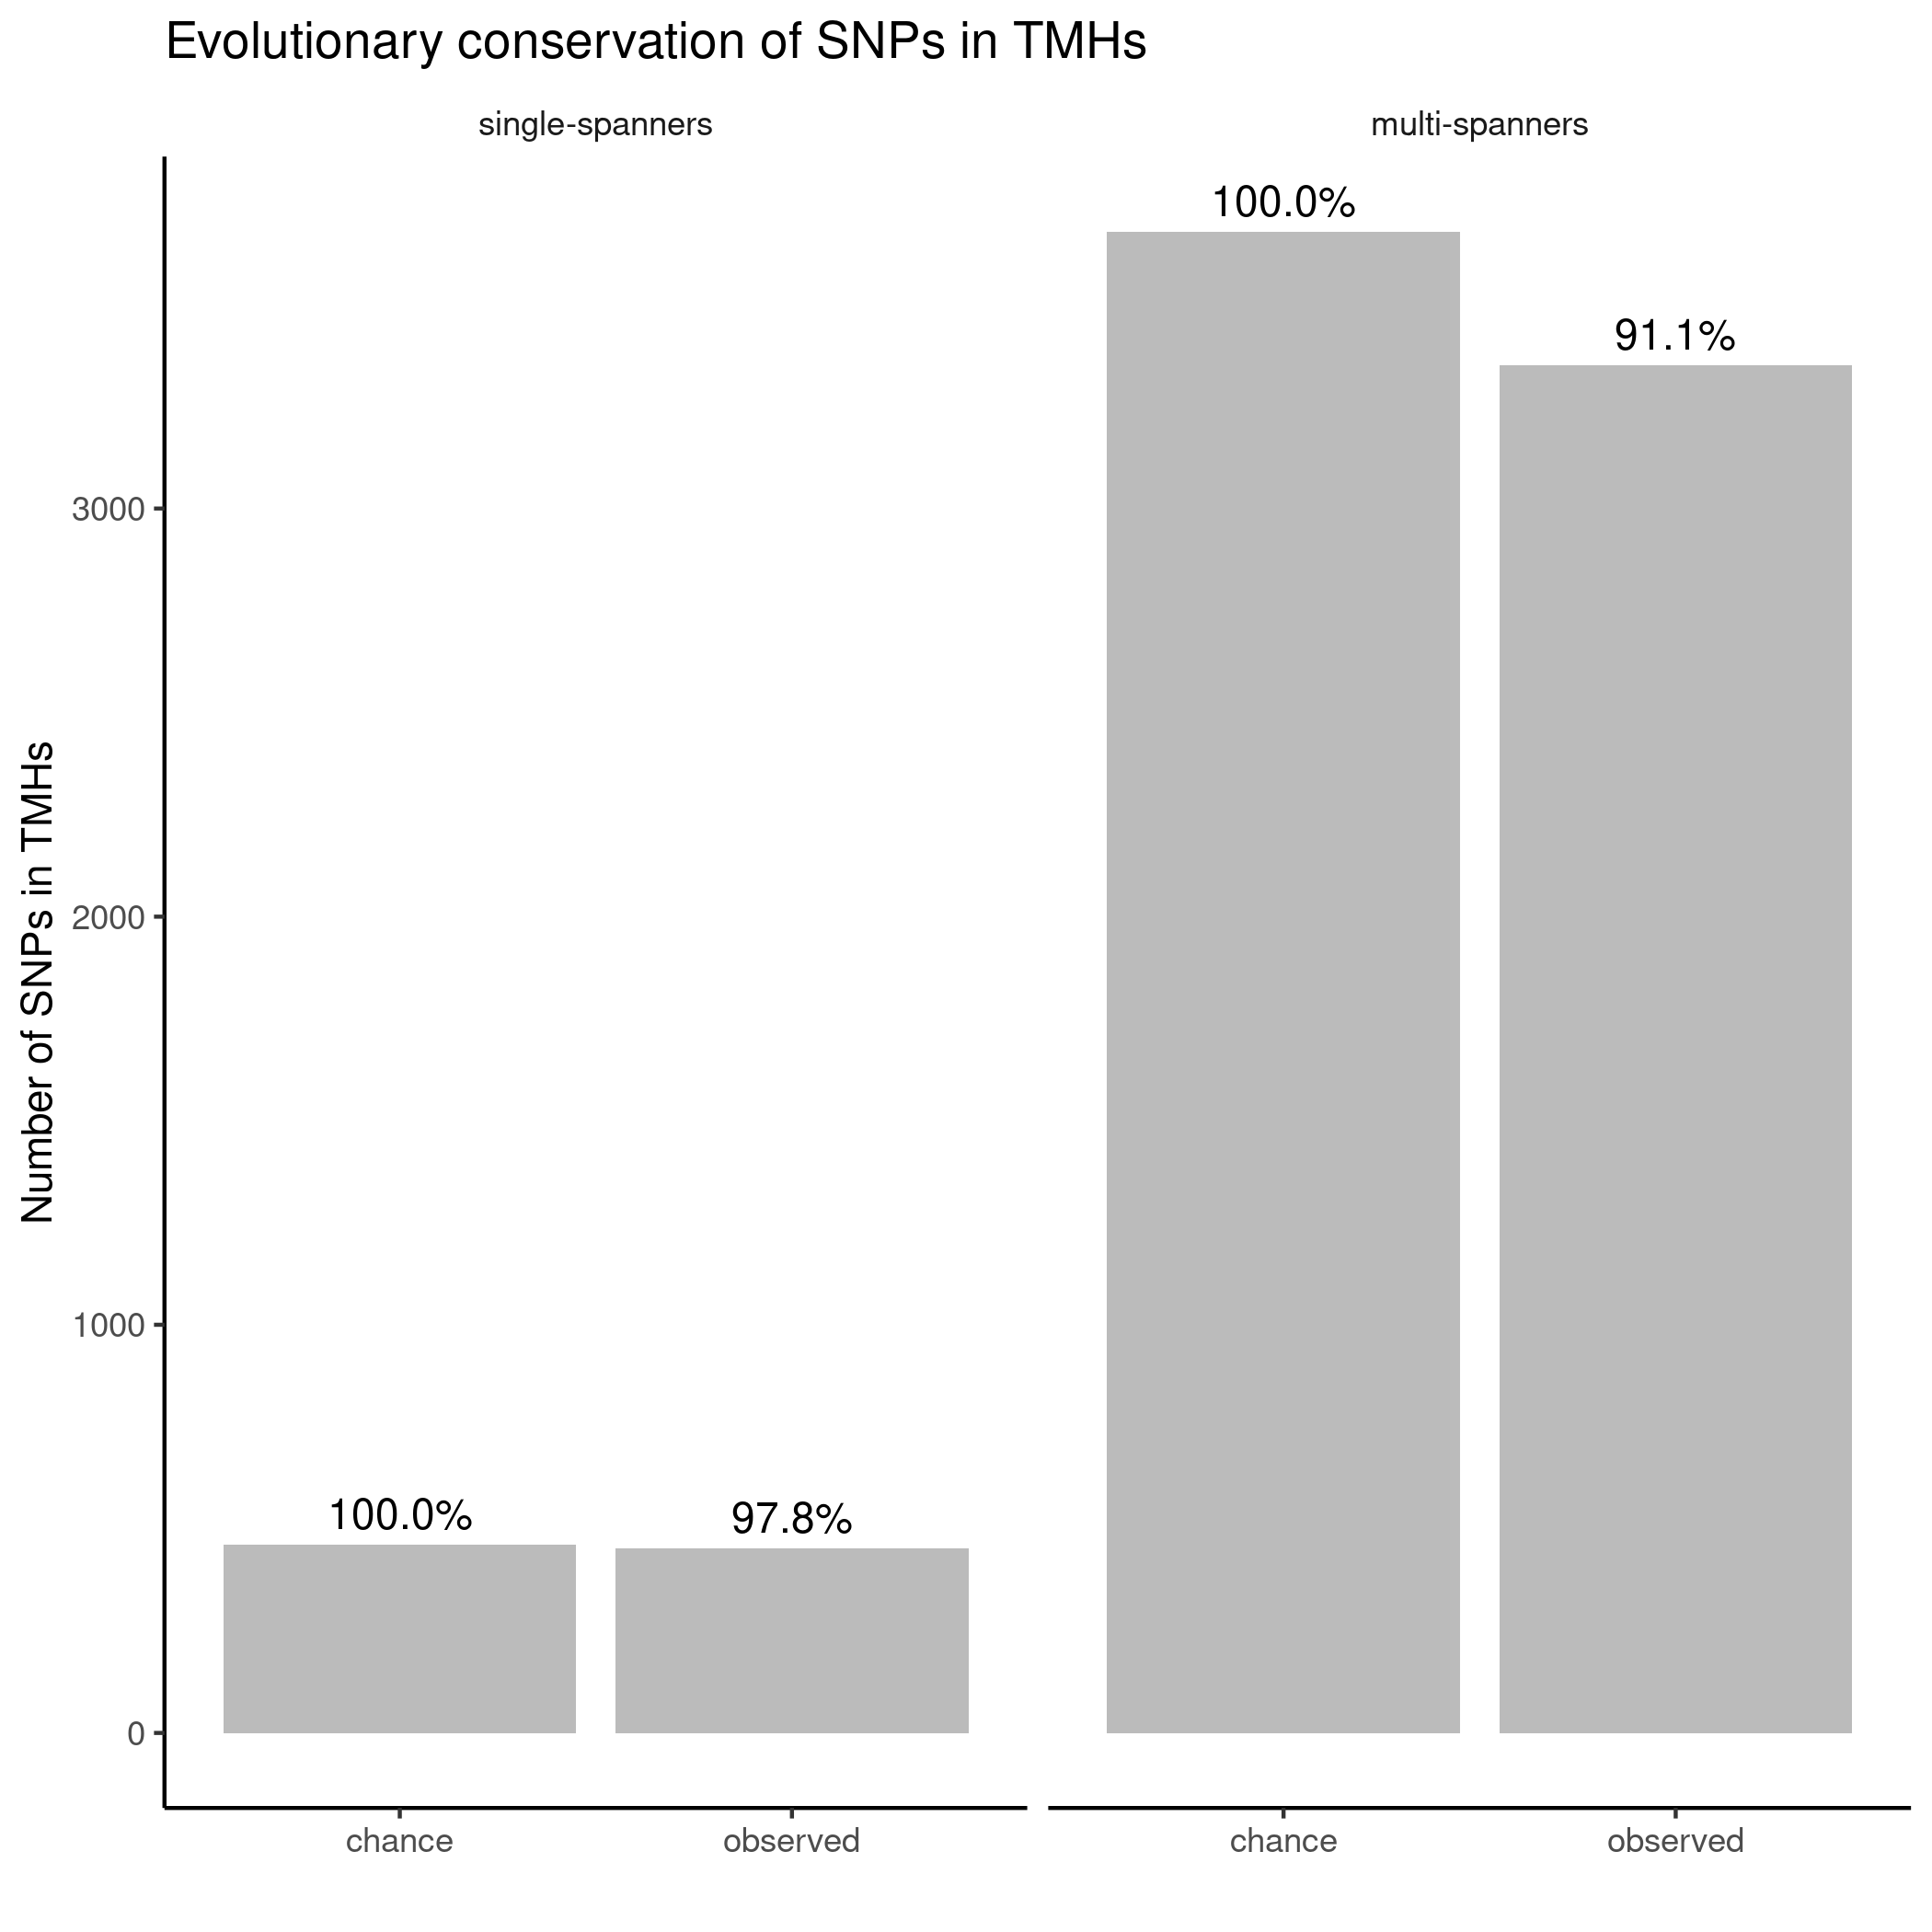 Evolutionary conservation of SNPs in TMHs
single-spanners
multi-spanners
100.0%
91.1%
3000
2000
1000
0
Number of SNPs in TMHs
100.0%
97.8%
chance
observed
chance
observed